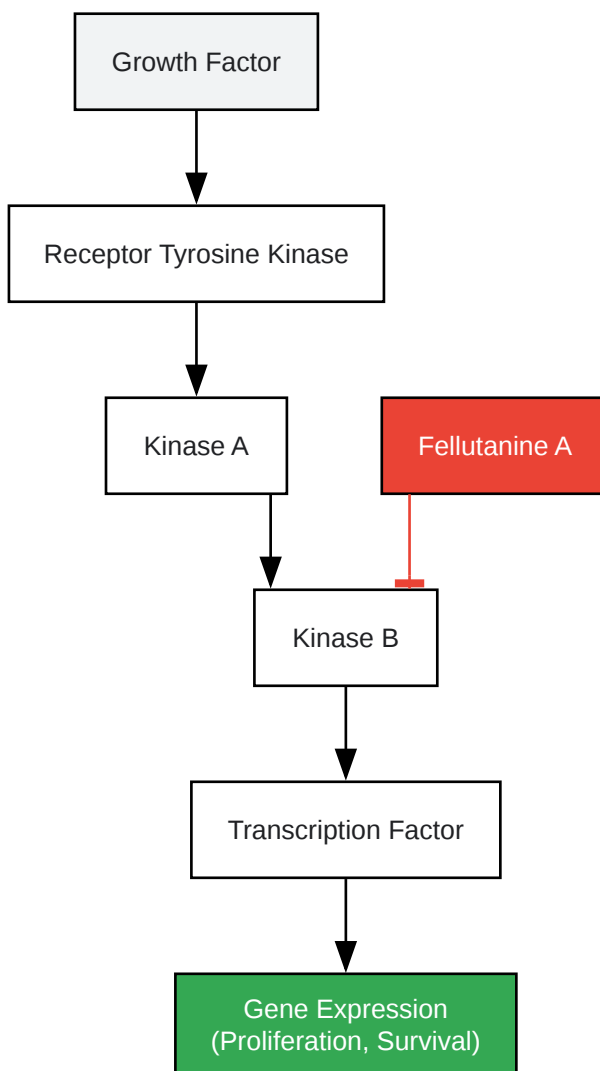 Growth Factor
Receptor Tyrosine Kinase
Kinase A
Fellutanine A
Kinase B
Transcription Factor
Gene Expression
(Proliferation, Survival)